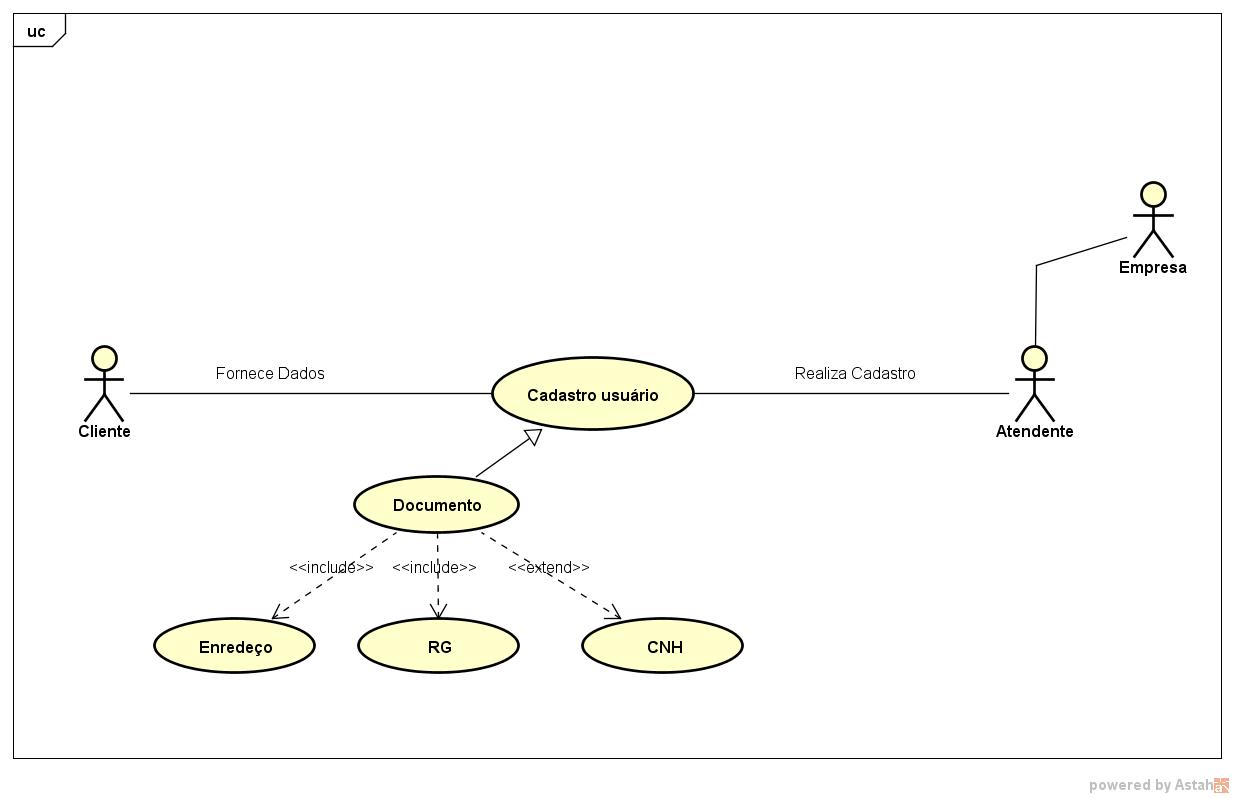 uc
Empresa
Fornece Dados
Realiza Cadastro
Cadastro usuário
Cliente
Atendente
Documento
<<include>>
<<include>>
<<extend>>
Enredeço
RG
CNH
powered by Astah